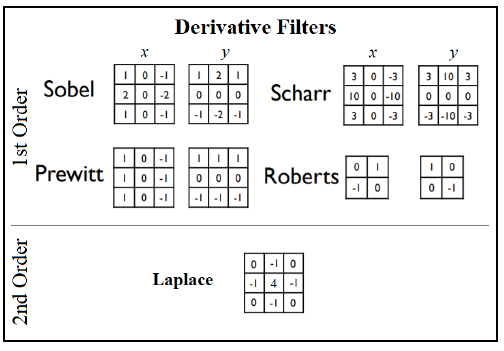 Derivative Filters
1st Order
x y
Sobel
1 0 -1
2 0 -2
1 0 -1
1 2 1
0 0 0
-1 -2 -1
x y
Scharr
3 0 -3
10 0 -10
3 0 -3
3 10 3
0 0 0
-3 -10 -3
Prewitt
1 0 -1
1 0 -1
1 0 -1
1 1 1
0 0 0
-1 -1 -1
Roberts
0 1
-1 0
1 0
0 -1
2nd Order
Laplace
0 -1 0
-1 4 -1
0 -1 0